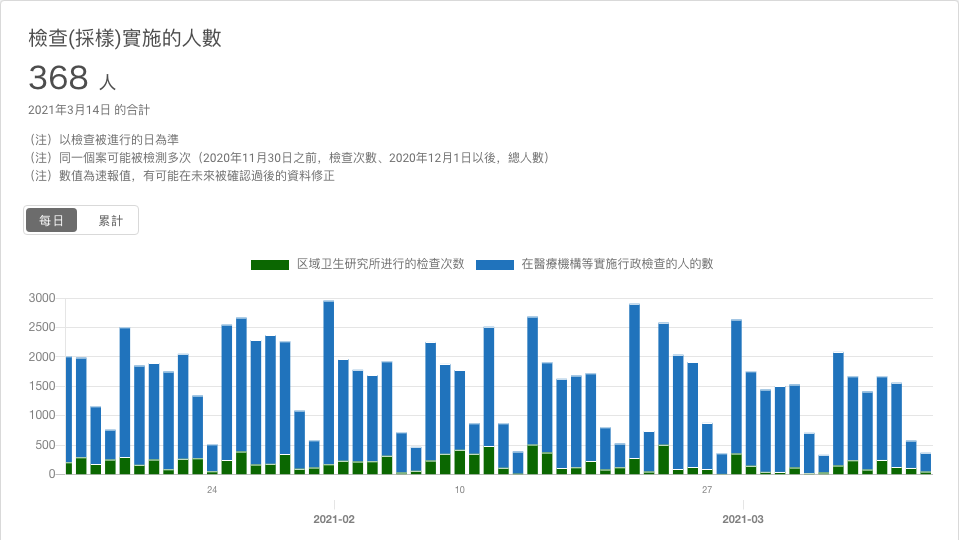 檢查(採樣)實施的人數
368 人
2021年3月14日 的合計
（注）以檢查被進行的日為準
（注）同一個案可能被檢測多次（2020年11月30日之前，檢查次數、2020年12月1日以後，總人數）
（注）數值為速報值，有可能在未來被確認過後的資料修正
每日 累計
区域卫生研究所进行的检查次数 在醫療機構等實施行政檢查的人的數
3000
2500
2000
1500
1000
500
0
24 10 27
2021-02 2021-03